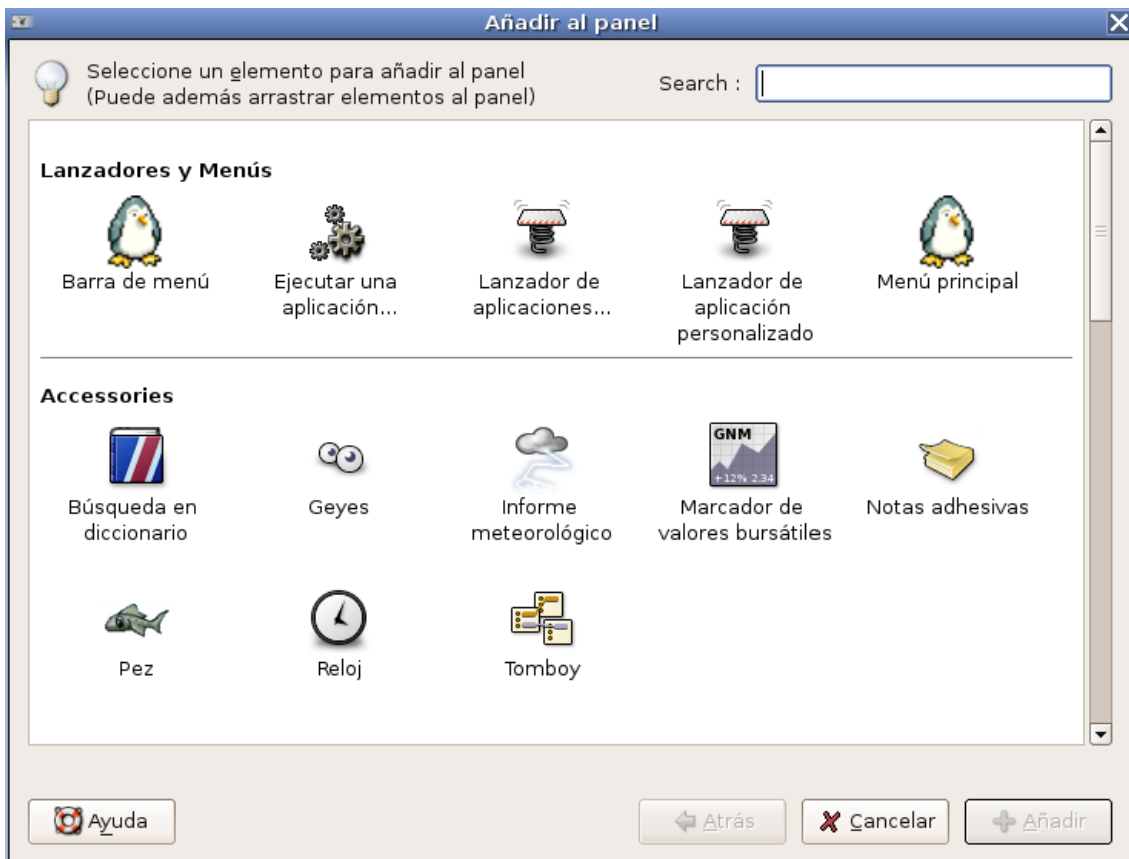 Añadir al panel
Seleccione un elemento para añadir al panel
(Puede además arrastrar elementos al panel)
Search :
Lanzadores y Menús
Barra de menú
Ejecutar una
aplicación...
Lanzador de
aplicaciones...
Lanzador de
aplicación
personalizado
Menú principal
Accessories
Búsqueda en
diccionario
Geyes
Informe
meteorológico
GNM
+12% 2.34
Marcador de
valores bursátiles
Notas adhesivas
Pez
Reloj
Tomboy
Ayuda
Atrás
Cancelar
Añadir